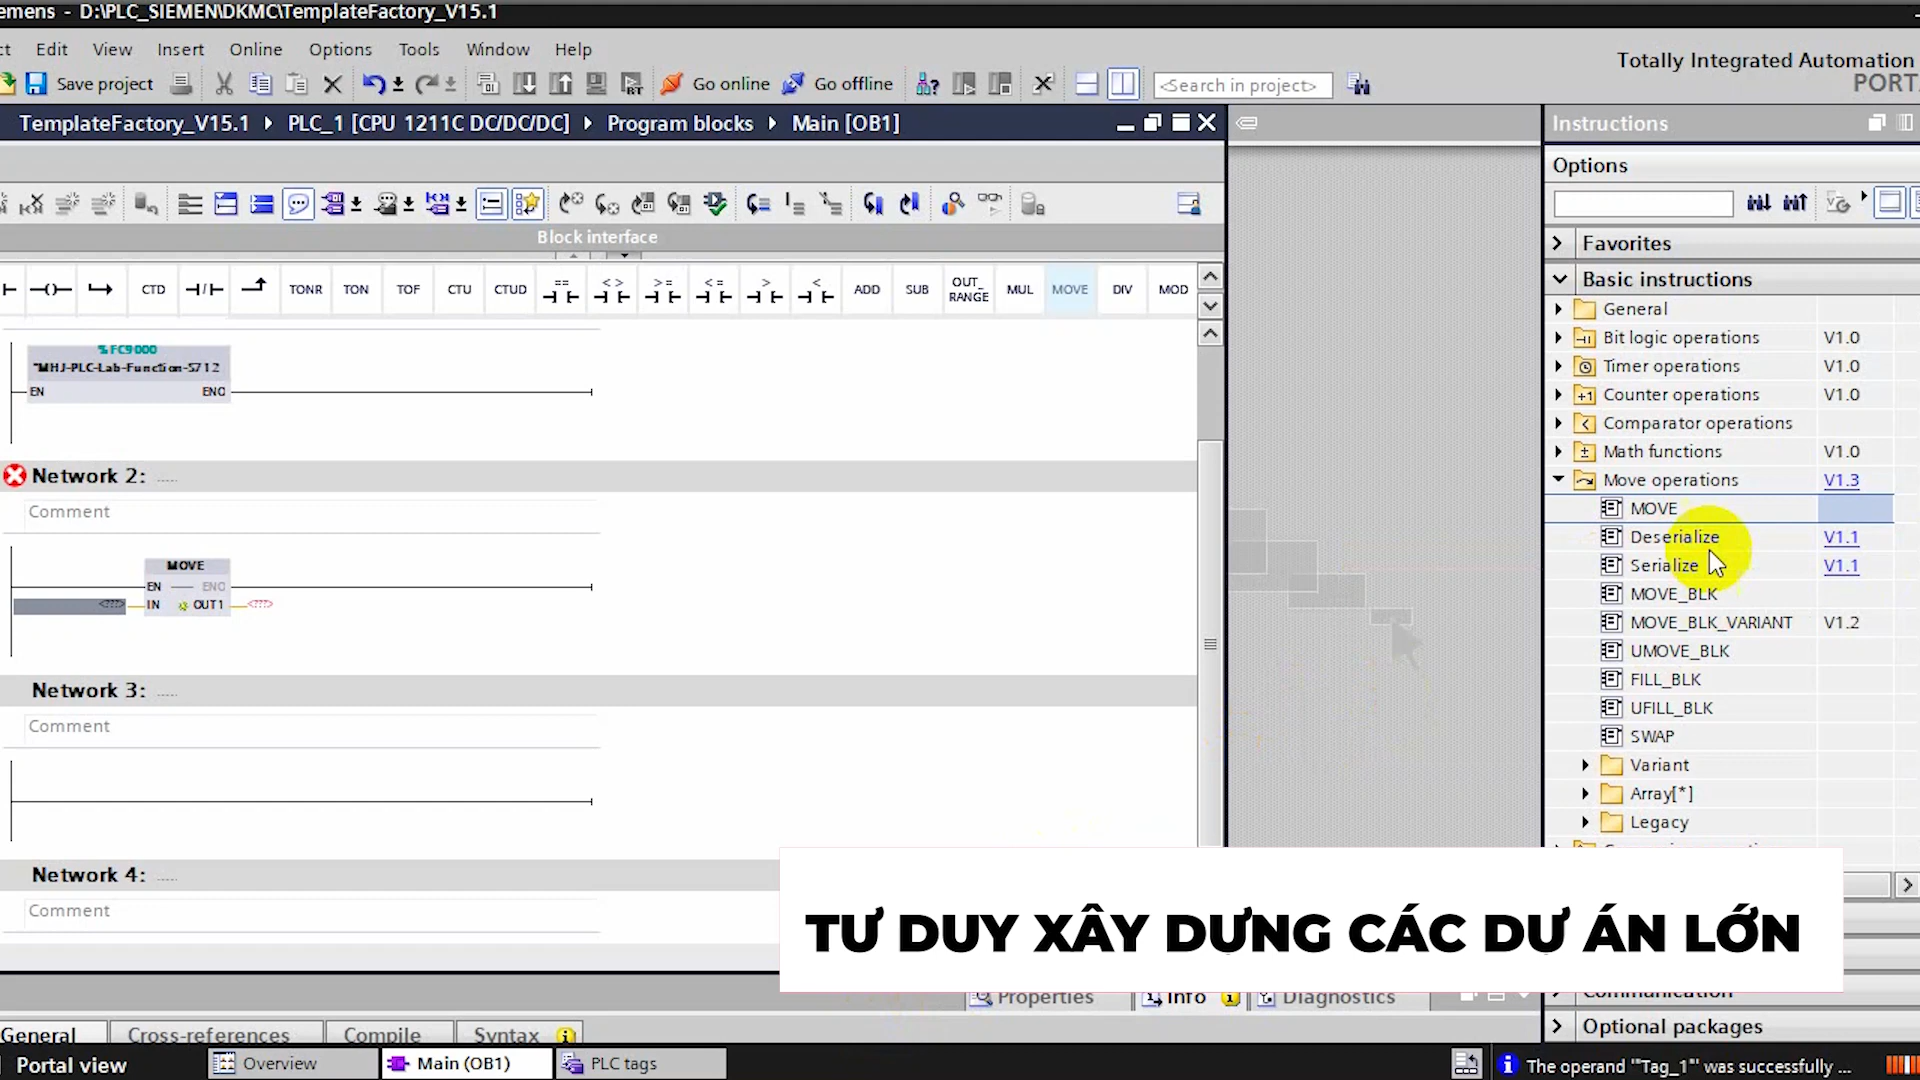 emens - D:\PLC_SIEMEN\DKMC\TemplateFactory_V15.1
ct Edit View Insert Online Options Tools Window Help
Totally Integrated Automation
PORT
Save project Go online Go offline <Search in project>
TemplateFactory_V15.1 PLC_1 [CPU 1211C DC/DC/DC] Program blocks Main [OB1]
Instructions
Options
Block interface
Favorites
CTD TONR TON TOF CTU CTUD == <> >= <= > < ADD SUB OUT_RANGE MUL MOVE DIV MOD
Basic instructions
General
Bit logic operations V1.0
Timer operations V1.0
Counter operations V1.0
Comparator operations
Math functions V1.0
Move operations V1.3
MOVE
Deserialize V1.1
Serialize V1.1
MOVE_BLK
MOVE_BLK_VARIANT V1.2
UMOVE_BLK
FILL_BLK
UFILL_BLK
SWAP
Variant
Array[*]
Legacy
%FC9000
"MHJ-PLC-Lab-Function-S712
EN ENO
Network 2: .....
Comment
MOVE
EN ENO
<???> IN OUT1 <???>
Network 3: .....
Comment
Network 4: .....
Comment
TƯ DUY XÂY DỰNG CÁC DỰ ÁN LỚN
Properties Info Diagnostics
Communication
General Cross-references Compile Syntax
Optional packages
Portal view Overview Main (OB1) PLC tags
The operand '"Tag_1"' was successfully ...